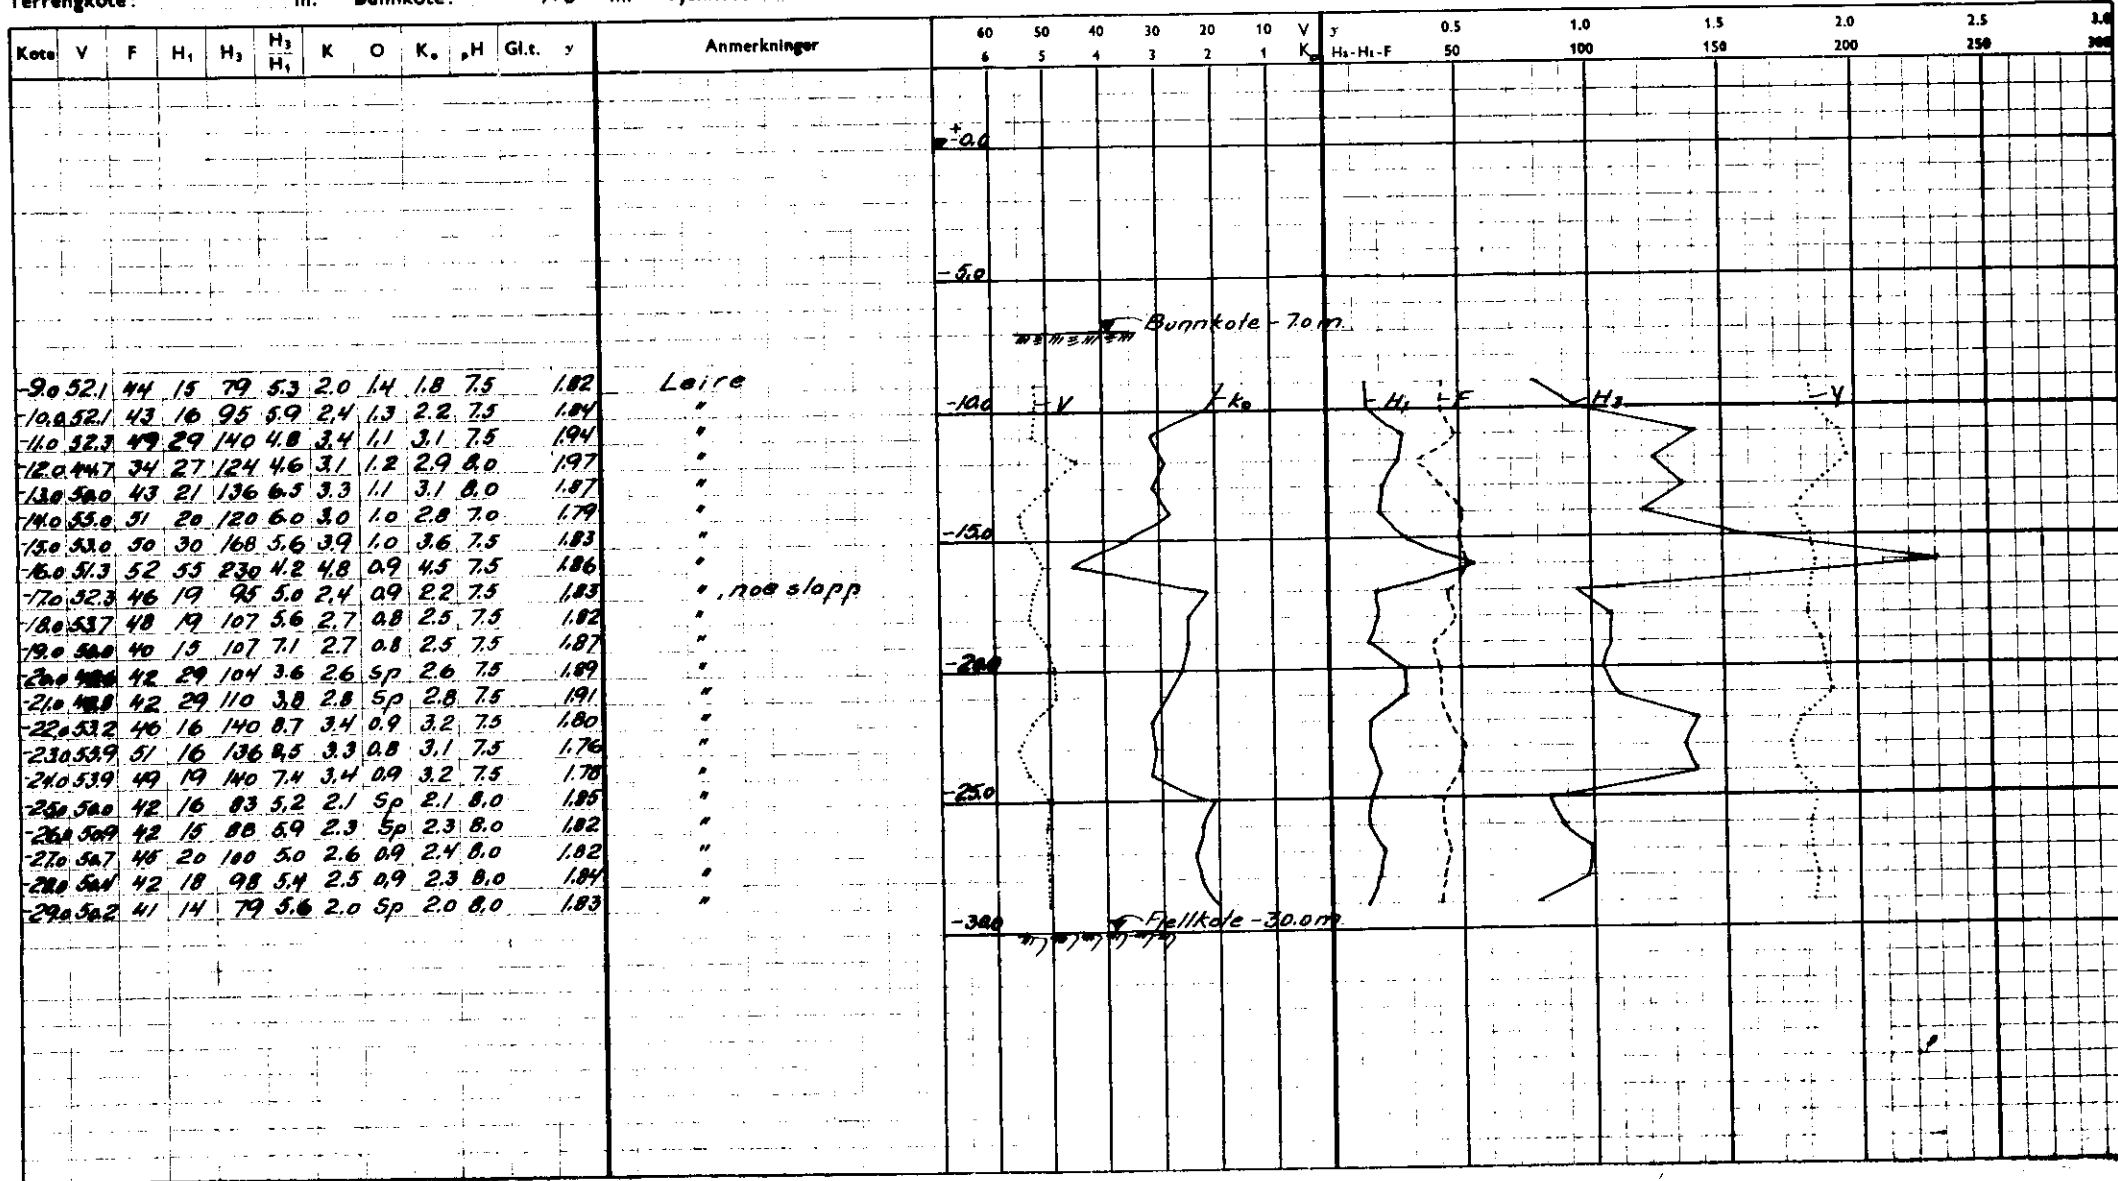 Terrengkote: m. Bunnkote: m.
Kote V F H₁ H₃ H₃/H₁ K O K₀ pH Gl.t. γ Anmerkninger
60 50 40 30 20 10 V γ 0.5 1.0 1.5 2.0 2.5 3.0
6 5 4 3 2 1 K₀ H₃-H₁-F 50 100 150 200 250 300
+
-0.0
-5.0
Bunnkote -7.0 m.
-9.0 52.1 44 15 79 5.3 2.0 1.4 1.8 7.5 1.82 Leire
-10.0 52.1 43 16 95 5.9 2.4 1.3 2.2 7.5 1.84 "
-10.0 V k₀ H₁ F H₃ γ
-11.0 52.3 49 29 140 4.8 3.4 1.1 3.1 7.5 1.94 "
-12.0 44.7 34 27 124 4.6 3.1 1.2 2.9 8.0 1.97 "
-13.0 50.0 43 21 136 6.5 3.3 1.1 3.1 8.0 1.87 "
-14.0 55.0 51 20 120 6.0 3.0 1.0 2.8 7.0 1.79 "
-15.0 53.0 50 30 168 5.6 3.9 1.0 3.6 7.5 1.83 "
-15.0
-16.0 51.3 52 55 230 4.2 4.8 0.9 4.5 7.5 1.86 "
-17.0 52.3 46 19 95 5.0 2.4 0.9 2.2 7.5 1.83 ", noe slapp
-18.0 53.7 48 19 107 5.6 2.7 0.8 2.5 7.5 1.82 "
-19.0 50.0 40 15 107 7.1 2.7 0.8 2.5 7.5 1.87 "
-20.0 42 29 104 3.6 2.6 Sp 2.6 7.5 1.89 "
-20.0
-21.0 42 29 110 3.8 2.8 Sp 2.8 7.5 1.91 "
-22.0 53.2 46 16 140 8.7 3.4 0.9 3.2 7.5 1.80 "
-23.0 55.9 51 16 136 8.5 3.3 0.8 3.1 7.5 1.76 "
-24.0 53.9 49 19 140 7.4 3.4 0.9 3.2 7.5 1.78 "
-25.0 50.0 42 16 83 5.2 2.1 Sp 2.1 8.0 1.85 "
-25.0
-26.0 50.9 42 15 88 5.9 2.3 Sp 2.3 8.0 1.82 "
-27.0 50.7 45 20 100 5.0 2.6 0.9 2.4 8.0 1.82 "
-28.0 50.4 42 18 98 5.4 2.5 0.9 2.3 8.0 1.84 "
-29.0 50.2 41 14 79 5.6 2.0 Sp 2.0 8.0 1.83 "
-30.0
Fjellkote -30.0 m.